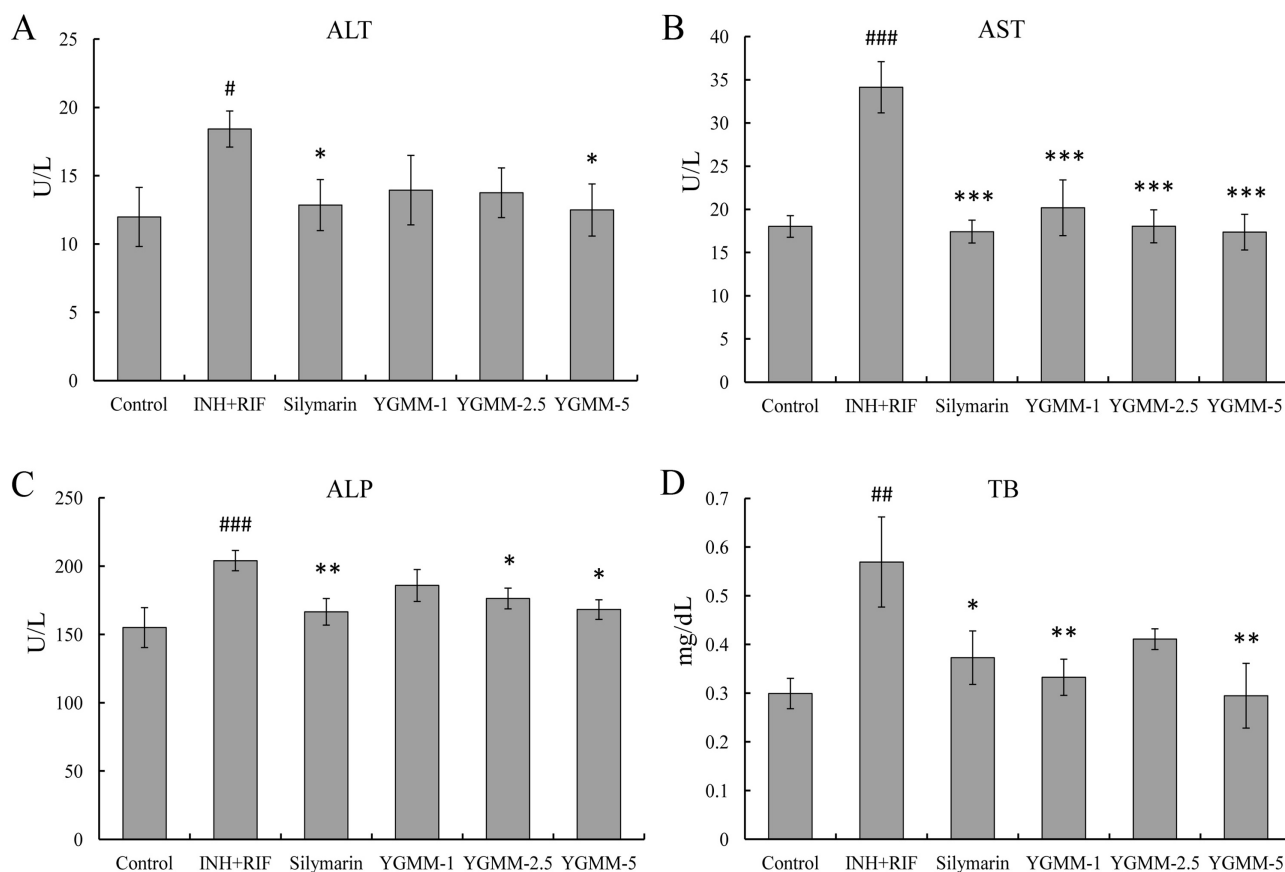 A
ALT
25
20
15
10
5
0
U/L
#
*
*
Control INH+RIF Silymarin YGMM-1 YGMM-2.5 YGMM-5
B
AST
40
35
30
25
20
15
10
5
0
U/L
###
***
***
***
***
Control INH+RIF Silymarin YGMM-1 YGMM-2.5 YGMM-5
C
ALP
250
200
150
100
50
0
U/L
###
**
*
*
Control INH+RIF Silymarin YGMM-1 YGMM-2.5 YGMM-5
D
TB
0.7
0.6
0.5
0.4
0.3
0.2
0.1
0
mg/dL
##
*
**
**
Control INH+RIF Silymarin YGMM-1 YGMM-2.5 YGMM-5